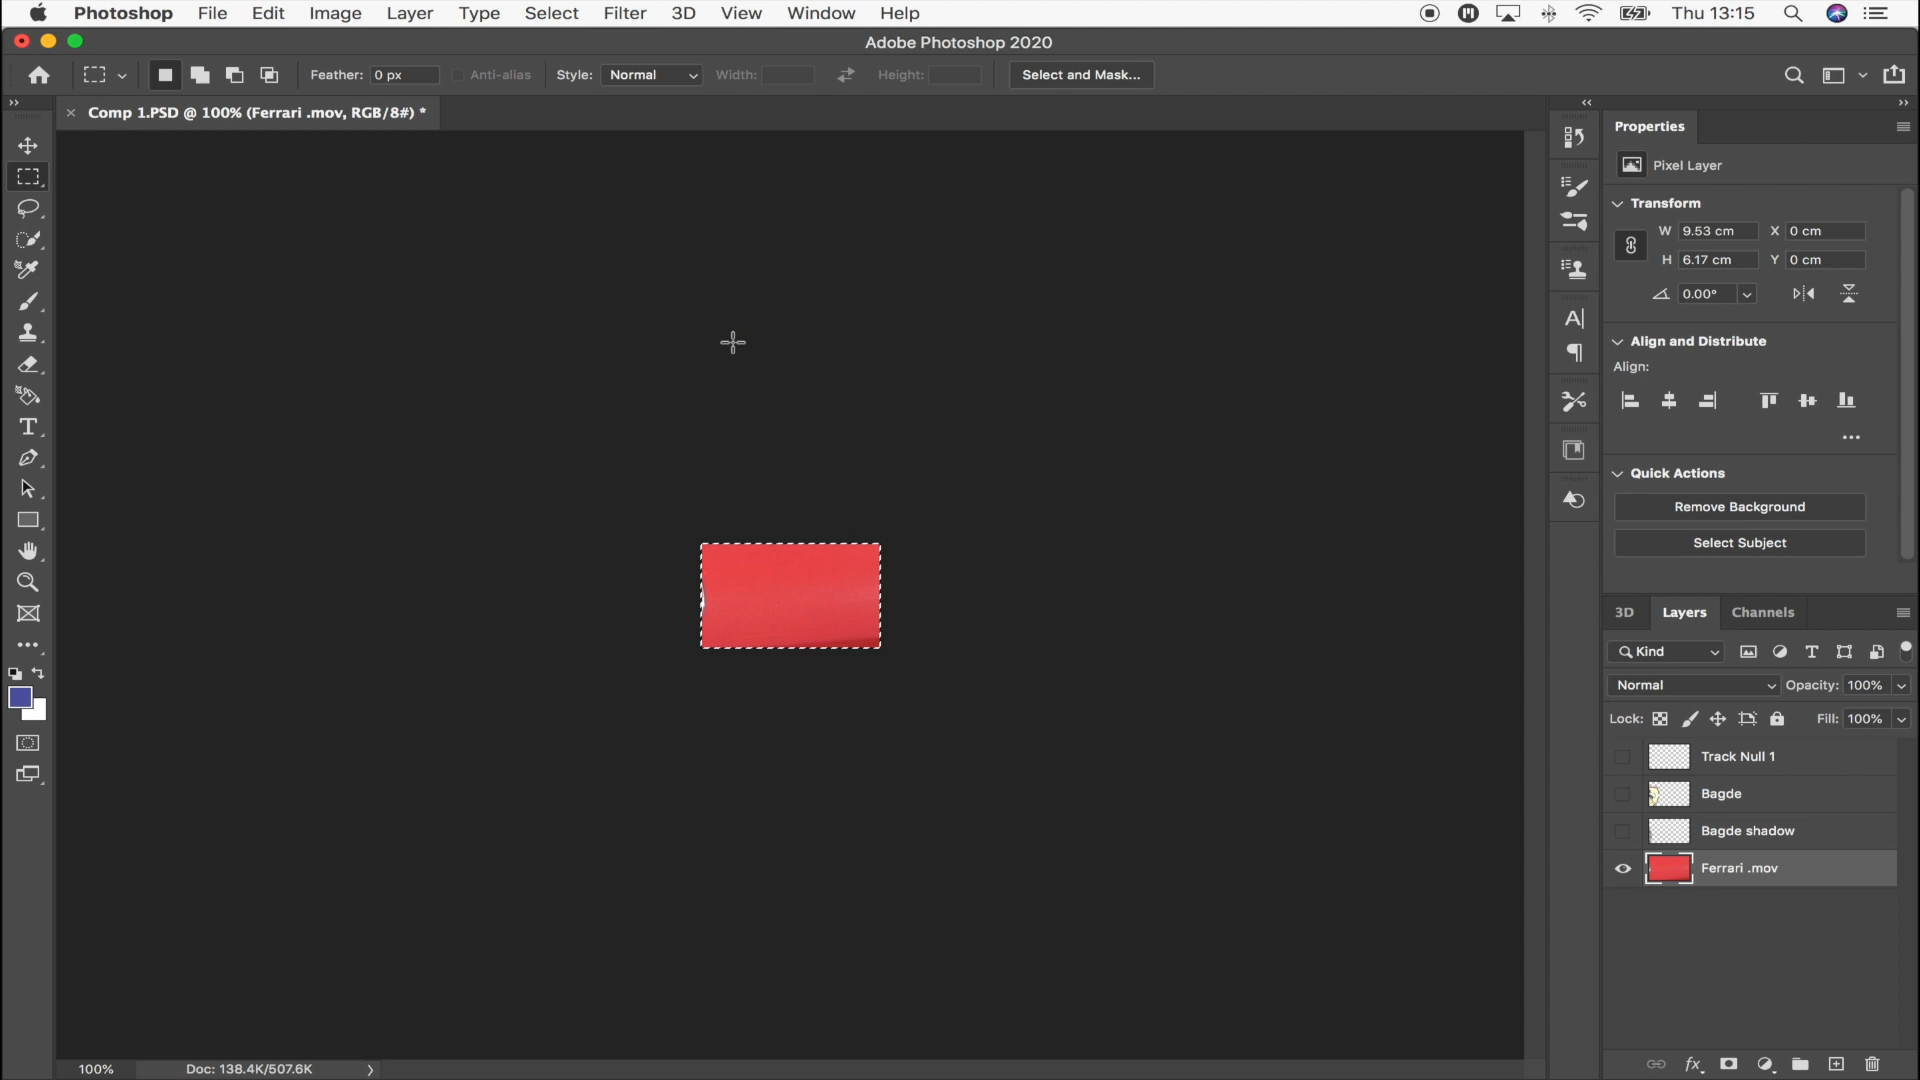 Photoshop File Edit Image Layer Type Select Filter 3D View Window Help Thu 13:15
Adobe Photoshop 2020
Feather: 0 px Anti-alias Style: Normal Width: Height: Select and Mask...
Comp 1.PSD @ 100% (Ferrari .mov, RGB/8#) *
Properties
Pixel Layer
Transform
W 9.53 cm X 0 cm
H 6.17 cm Y 0 cm
0.00°
Align and Distribute
Align:
Quick Actions
Remove Background
Select Subject
3D Layers Channels
Kind
Normal Opacity: 100%
Lock: Fill: 100%
Track Null 1
Bagde
Bagde shadow
Ferrari .mov
100% Doc: 138.4K/507.6K